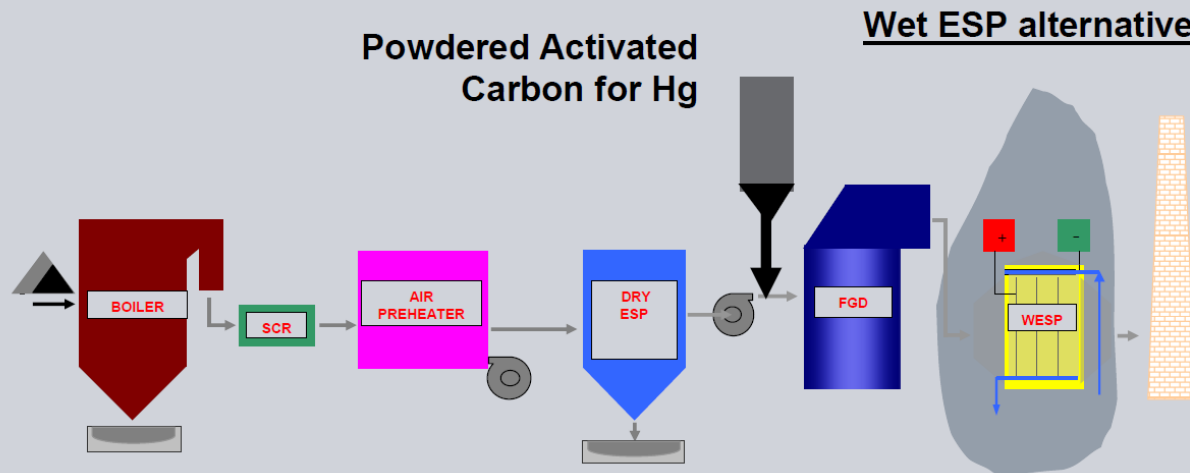 Wet ESP alternative
Powdered Activated
Carbon for Hg
BOILER
SCR
AIR
PREHEATER
DRY
ESP
FGD
+
-
WESP